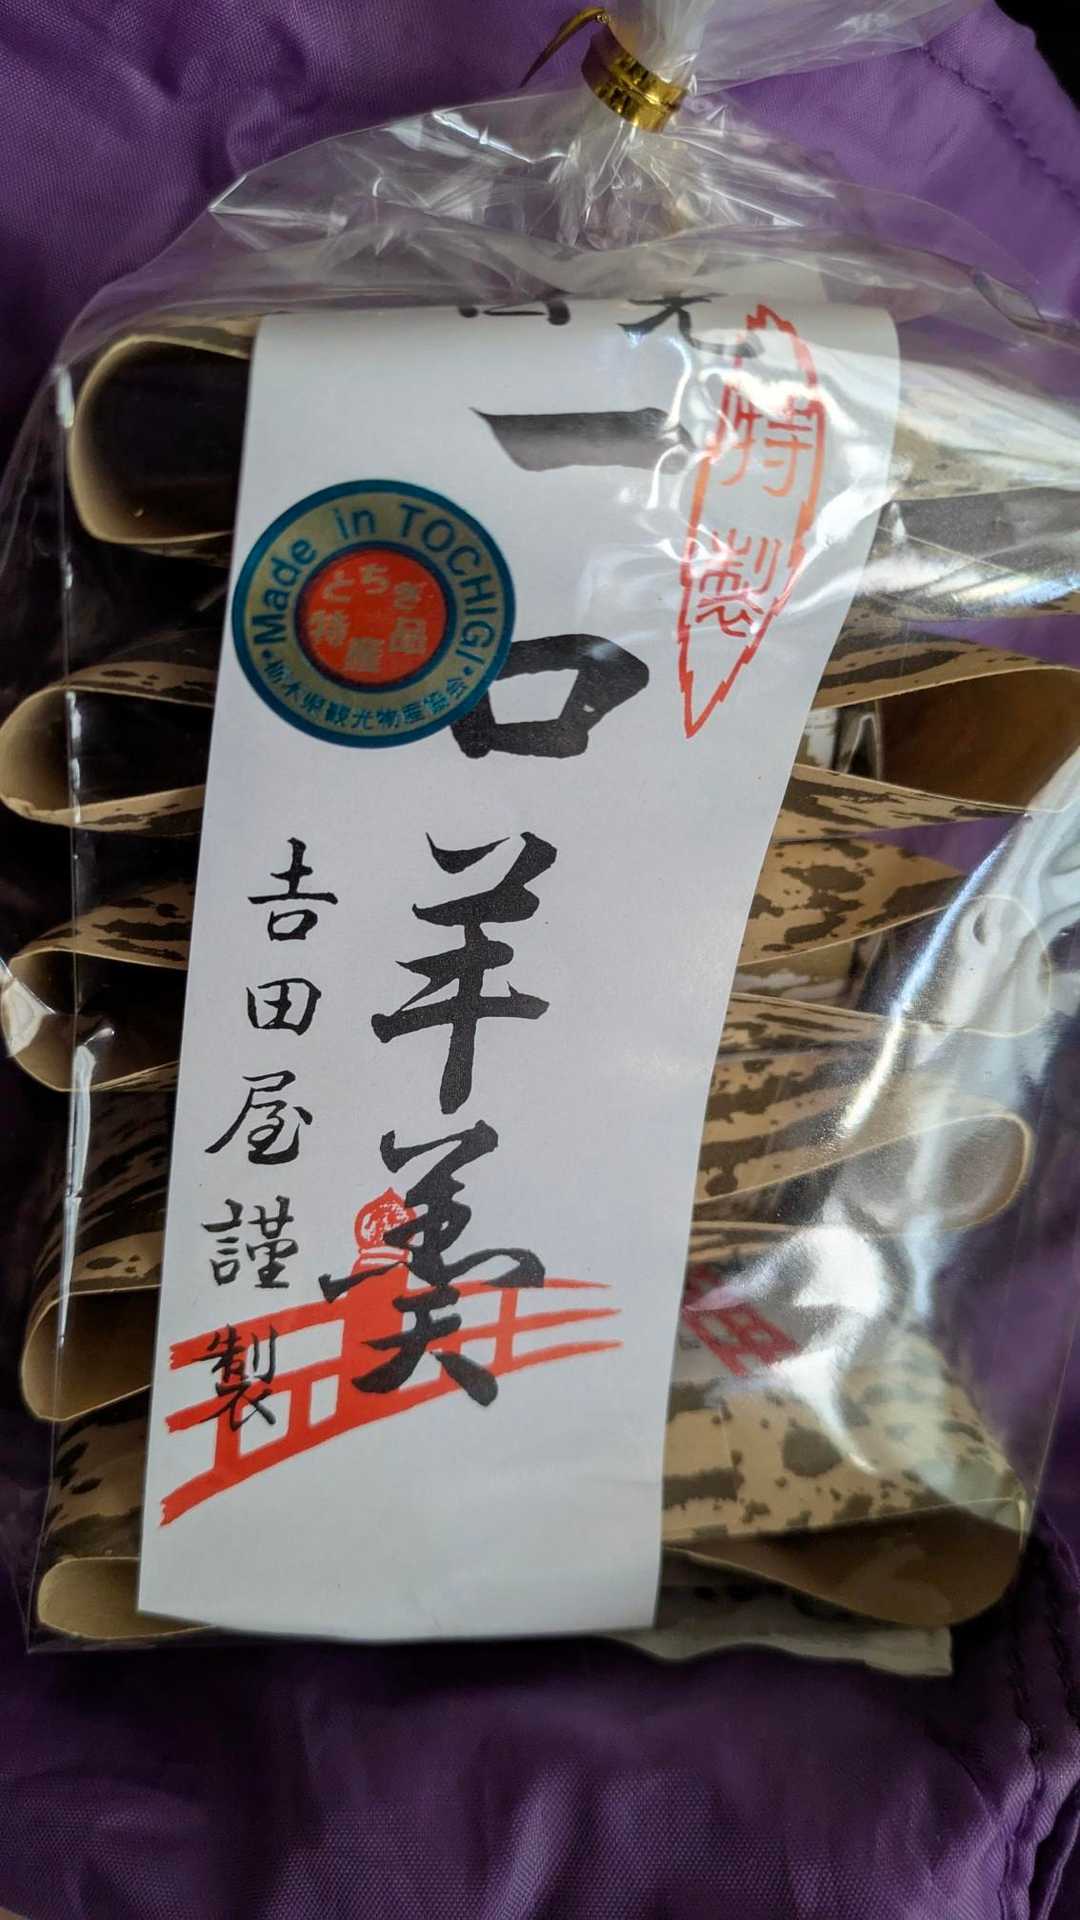 特製
一口羊羹
吉田屋謹製
Made in TOCHIGI
とちぎ
特産品
栃木県観光物産協会